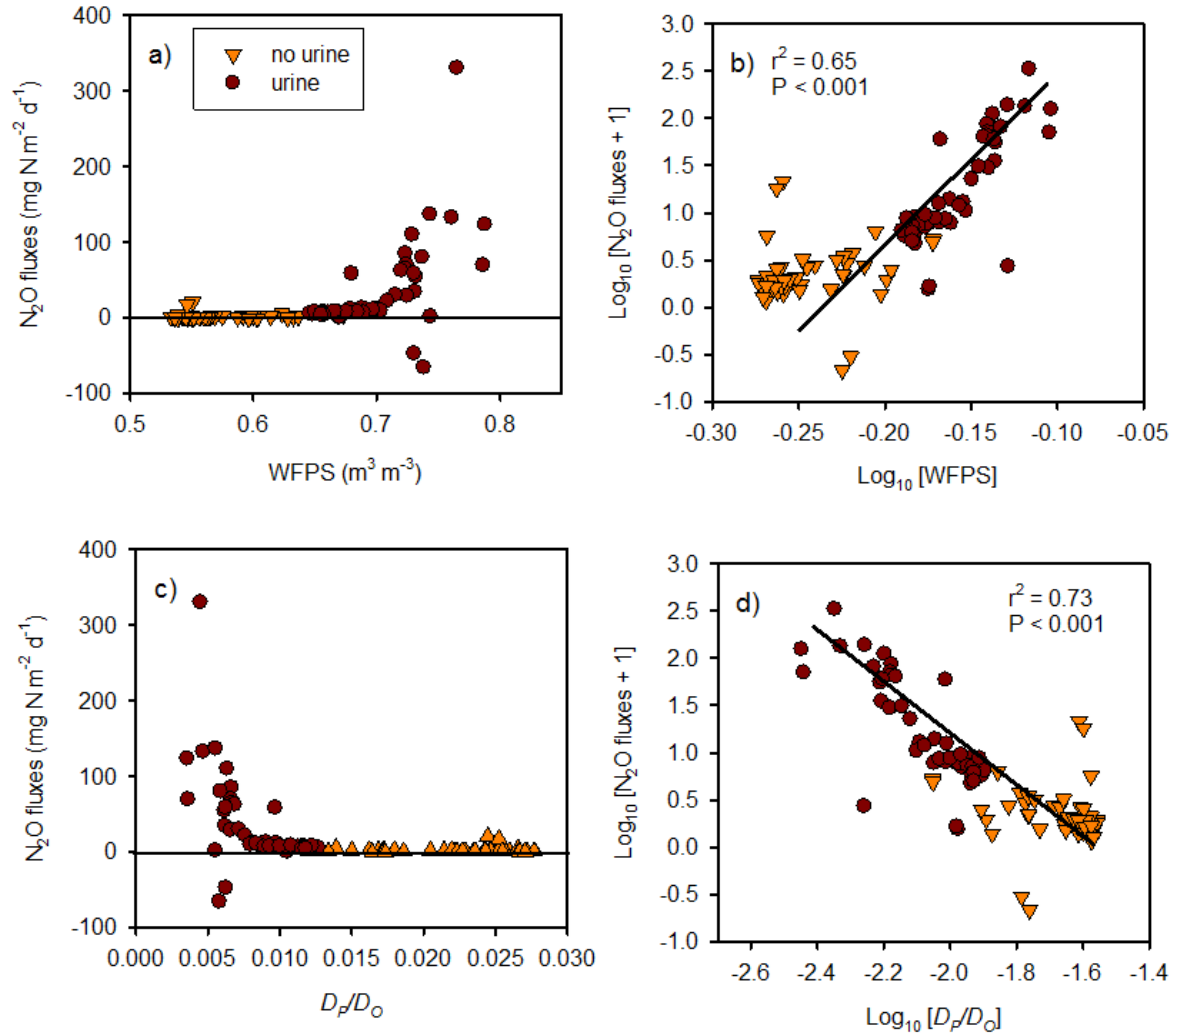 a)
no urine
urine
N₂O fluxes (mg N m⁻² d⁻¹)
400
300
200
100
0
-100
0.5 0.6 0.7 0.8
WFPS (m³ m⁻³)
b)
r² = 0.65
P < 0.001
Log₁₀ [N₂O fluxes + 1]
3.0
2.5
2.0
1.5
1.0
0.5
0.0
-0.5
-1.0
-0.30 -0.25 -0.20 -0.15 -0.10 -0.05
Log₁₀ [WFPS]
c)
N₂O fluxes (mg N m⁻² d⁻¹)
400
300
200
100
0
-100
0.000 0.005 0.010 0.015 0.020 0.025 0.030
D_P/D_O
d)
r² = 0.73
P < 0.001
Log₁₀ [N₂O fluxes + 1]
3.0
2.5
2.0
1.5
1.0
0.5
0.0
-0.5
-1.0
-2.6 -2.4 -2.2 -2.0 -1.8 -1.6 -1.4
Log₁₀ [D_P/D_O]